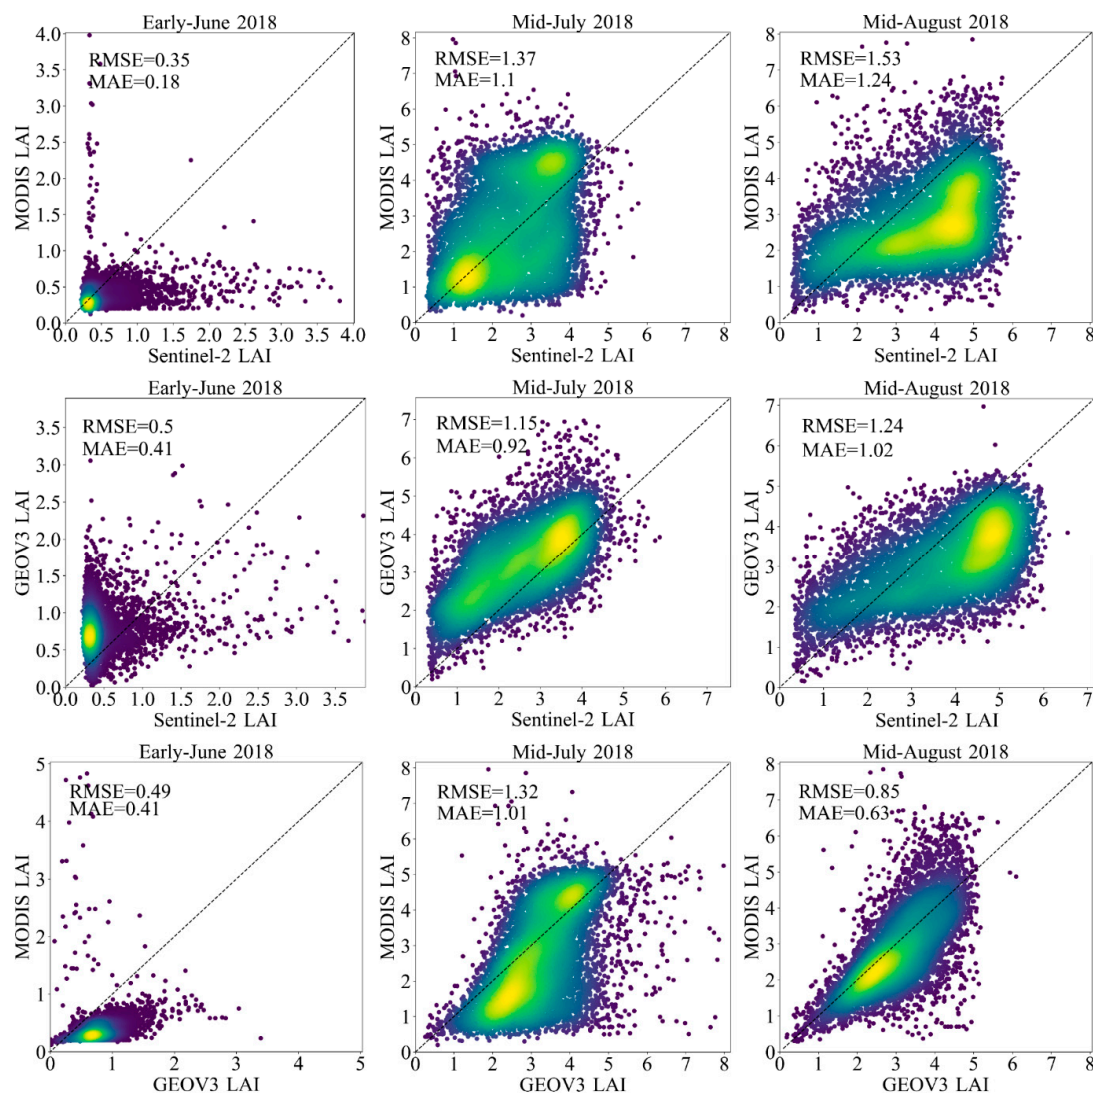 Early-June 2018
RMSE=0.35
MAE=0.18
MODIS LAI
4.0
3.5
3.0
2.5
2.0
1.5
1.0
0.5
0.0
0.0 0.5 1.0 1.5 2.0 2.5 3.0 3.5 4.0
Sentinel-2 LAI
Mid-July 2018
RMSE=1.37
MAE=1.1
MODIS LAI
8
7
6
5
4
3
2
1
0
0 1 2 3 4 5 6 7 8
Sentinel-2 LAI
Mid-August 2018
RMSE=1.53
MAE=1.24
MODIS LAI
8
7
6
5
4
3
2
1
0
0 1 2 3 4 5 6 7 8
Sentinel-2 LAI
Early-June 2018
RMSE=0.5
MAE=0.41
GEOV3 LAI
3.5
3.0
2.5
2.0
1.5
1.0
0.5
0.0
0.0 0.5 1.0 1.5 2.0 2.5 3.0 3.5
Sentinel-2 LAI
Mid-July 2018
RMSE=1.15
MAE=0.92
GEOV3 LAI
7
6
5
4
3
2
1
0
0 1 2 3 4 5 6 7
Sentinel-2 LAI
Mid-August 2018
RMSE=1.24
MAE=1.02
GEOV3 LAI
7
6
5
4
3
2
1
0
0 1 2 3 4 5 6 7
Sentinel-2 LAI
Early-June 2018
RMSE=0.49
MAE=0.41
MODIS LAI
5
4
3
2
1
0
0 1 2 3 4 5
GEOV3 LAI
Mid-July 2018
RMSE=1.32
MAE=1.01
MODIS LAI
8
7
6
5
4
3
2
1
0
0 1 2 3 4 5 6 7 8
GEOV3 LAI
Mid-August 2018
RMSE=0.85
MAE=0.63
MODIS LAI
8
7
6
5
4
3
2
1
0
0 1 2 3 4 5 6 7 8
GEOV3 LAI